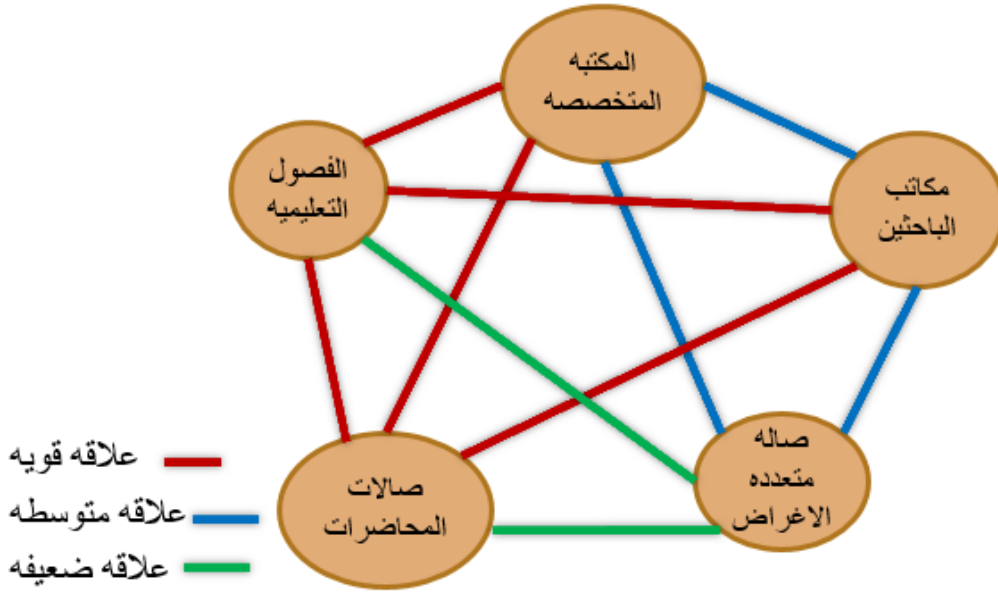 المكتبه
المتخصصه
الفصول
التعليميه
مكاتب
الباحثين
صاله
متعدده
الاغراض
صالات
المحاضرات
علاقه قويه
علاقه متوسطه
علاقه ضعيفه